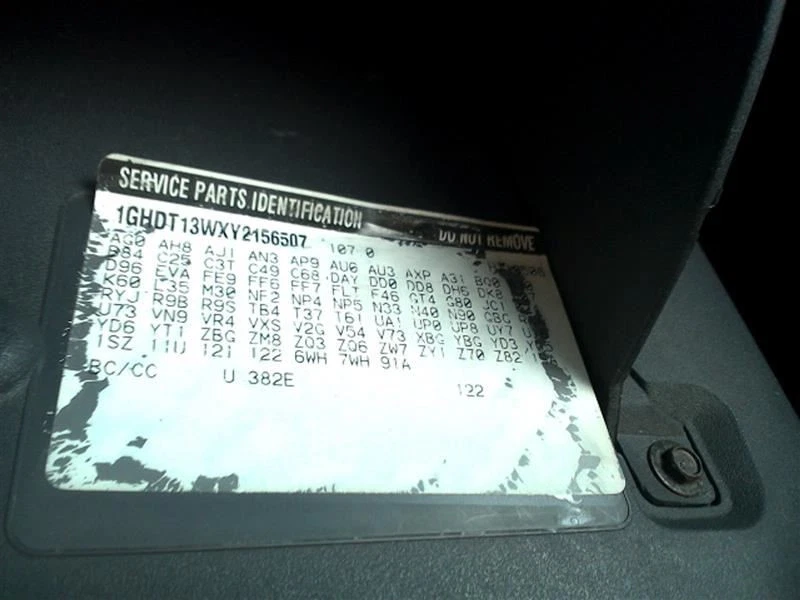 SERVICE PARTS IDENTIFICATION DO NOT REMOVE
1GHDT13WXY2156507 107.0
AG0 AH8 AJ1 AN3 AP9 AU0 AU3 AXP A31 BG0
B84 C25 C3T C49 C68 DAY DD0 DD8 DH6 DK8
D96 EVA FE9 FF6 FF7 FLT F46 GT4 G80 JC1
K60 L35 M30 NF2 NP4 NP5 N33 N40 N90
RYJ R9B R9S TB4 T37 T61 UA1 UP0 UP8 UY7
U73 VN9 VR4 VXS V2G V54 V73 XBG YBG YD3
YD6 YT1 ZBG ZM8 ZQ3 ZQ6 ZW7 ZY1 Z70 Z82
1SZ 11U 12I I22 6WH 7WH 91A
BC/CC U 382E 122